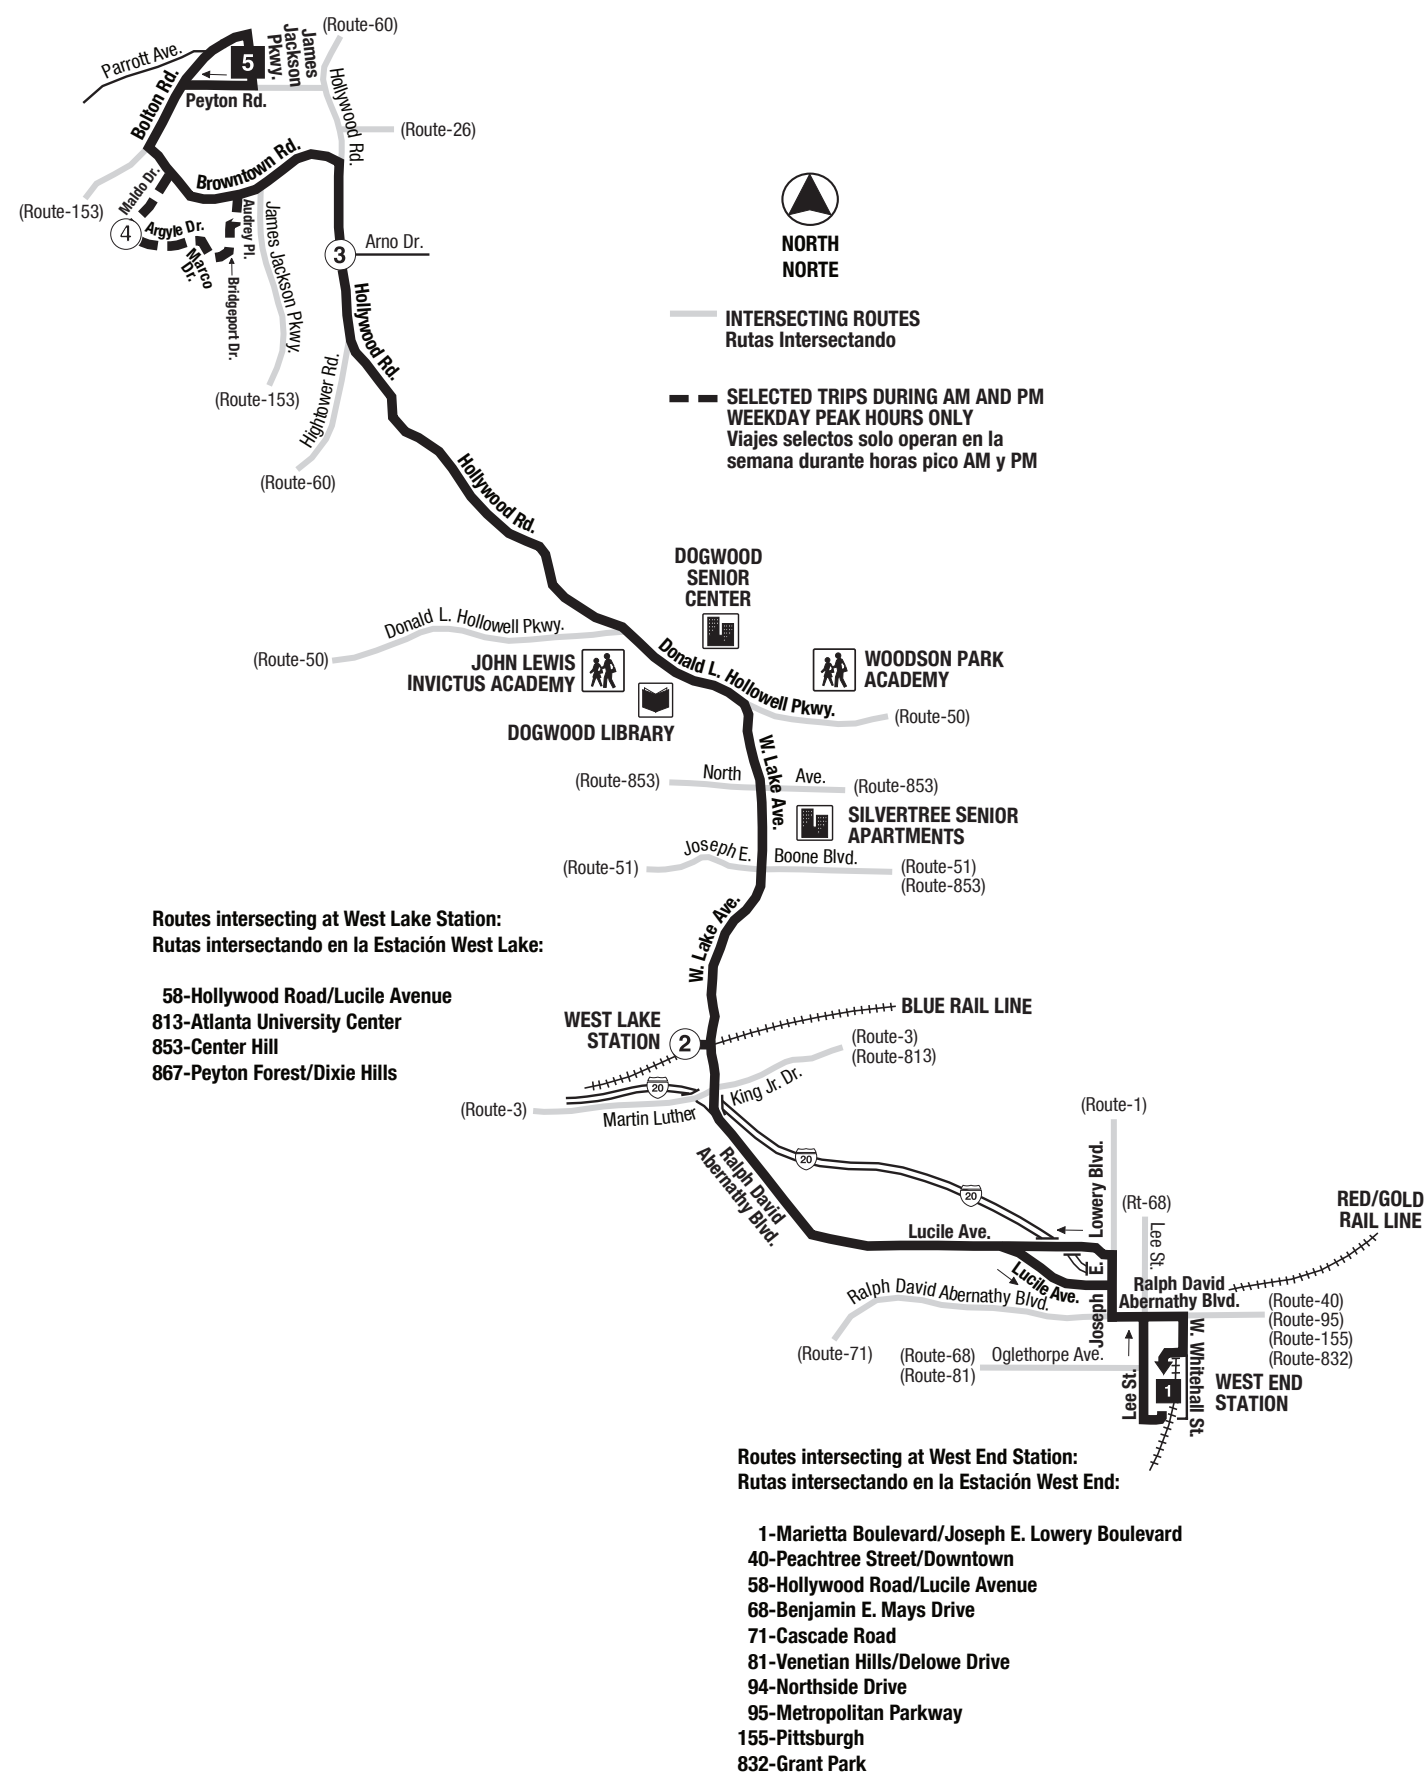 (Route-60)
James
Jackson
Pkwy.
Parrott Ave.
5
Bolton Rd.
Peyton Rd.
Hollywood Rd.
(Route-26)
Browntown Rd.
Maldo Dr.
(Route-153)
4
Argyle Dr.
Marco
Dr.
Audrey Pl.
Bridgeport Dr.
James Jackson Pkwy.
(Route-153)
3
Arno Dr.
Hollywood Rd.
Hightower Rd.
(Route-60)
NORTH
NORTE
INTERSECTING ROUTES
Rutas Intersectando
SELECTED TRIPS DURING AM AND PM
WEEKDAY PEAK HOURS ONLY
Viajes selectos solo operan en la
semana durante horas pico AM y PM
Hollywood Rd.
DOGWOOD
SENIOR
CENTER
Donald L. Hollowell Pkwy.
(Route-50)
JOHN LEWIS
INVICTUS ACADEMY
Donald L. Hollowell Pkwy.
WOODSON PARK
ACADEMY
(Route-50)
DOGWOOD LIBRARY
W. Lake Ave.
(Route-853)
North Ave.
(Route-853)
SILVERTREE SENIOR
APARTMENTS
(Route-51)
Joseph E. Boone Blvd.
(Route-51)
(Route-853)
W. Lake Ave.
Routes intersecting at West Lake Station:
Rutas intersectando en la Estación West Lake:
58-Hollywood Road/Lucile Avenue
813-Atlanta University Center
853-Center Hill
867-Peyton Forest/Dixie Hills
WEST LAKE
STATION
2
BLUE RAIL LINE
(Route-3)
(Route-813)
20
(Route-3)
Martin Luther King Jr. Dr.
Ralph David
Abernathy Blvd.
20
20
(Route-1)
Joseph E. Lowery Blvd.
(Rt-68)
Lee St.
RED/GOLD
RAIL LINE
Lucile Ave.
Lucile Ave.
Ralph David Abernathy Blvd.
(Route-71)
Ralph David
Abernathy Blvd.
(Route-40)
(Route-95)
(Route-155)
(Route-832)
(Route-68)
(Route-81)
Oglethorpe Ave.
Lee St.
1
W. Whitehall St.
WEST END
STATION
Routes intersecting at West End Station:
Rutas intersectando en la Estación West End:
1-Marietta Boulevard/Joseph E. Lowery Boulevard
40-Peachtree Street/Downtown
58-Hollywood Road/Lucile Avenue
68-Benjamin E. Mays Drive
71-Cascade Road
81-Venetian Hills/Delowe Drive
94-Northside Drive
95-Metropolitan Parkway
155-Pittsburgh
832-Grant Park